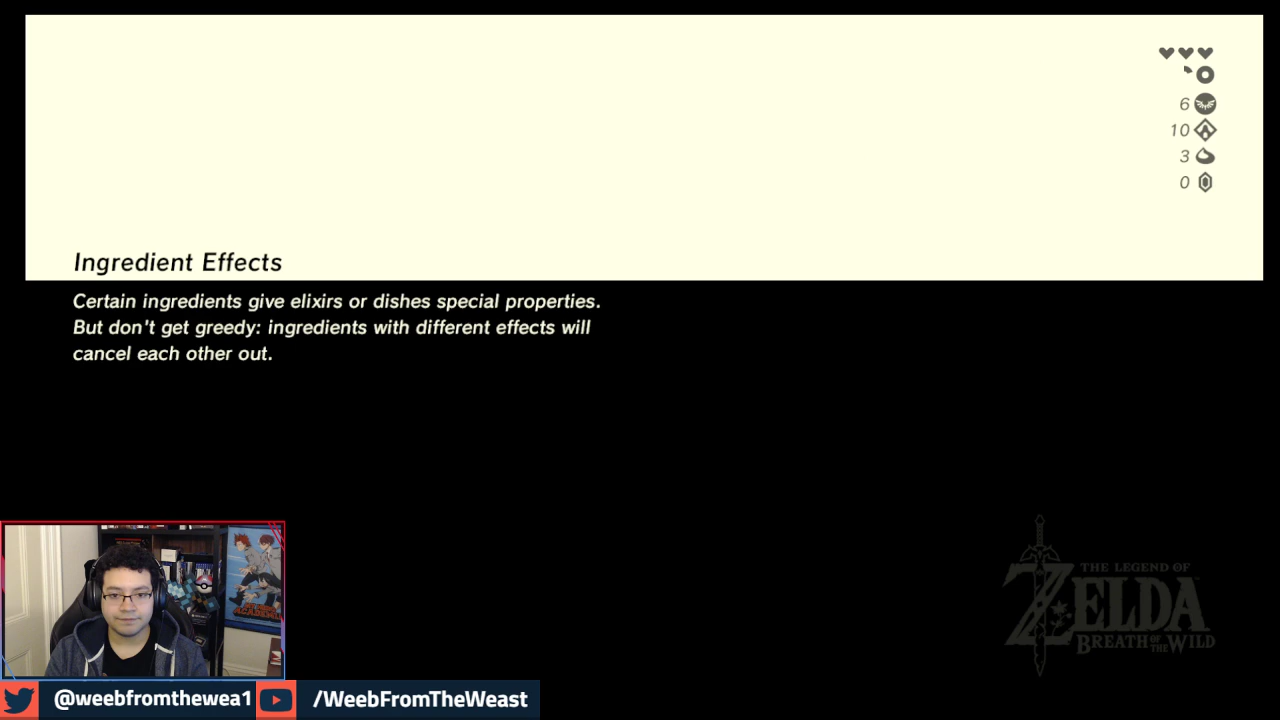 6
10
3
0
Ingredient Effects
Certain ingredients give elixirs or dishes special properties.
But don't get greedy: ingredients with different effects will
cancel each other out.
THE LEGEND OF
ZELDA
BREATH OF THE WILD
@weebfromthewea1
/WeebFromTheWeast